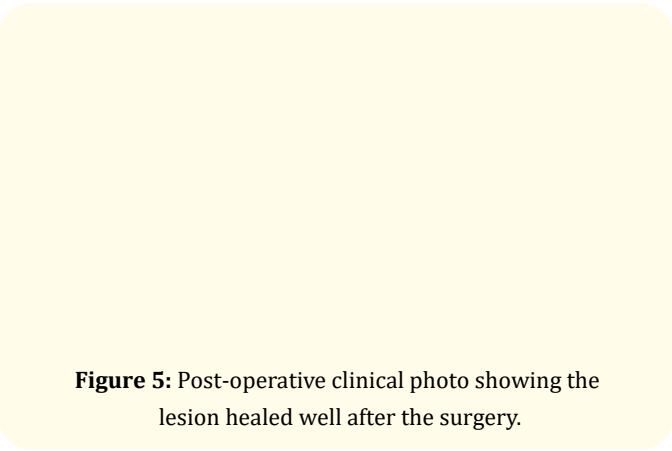 Figure 5: Post-operative clinical photo showing the
lesion healed well after the surgery.